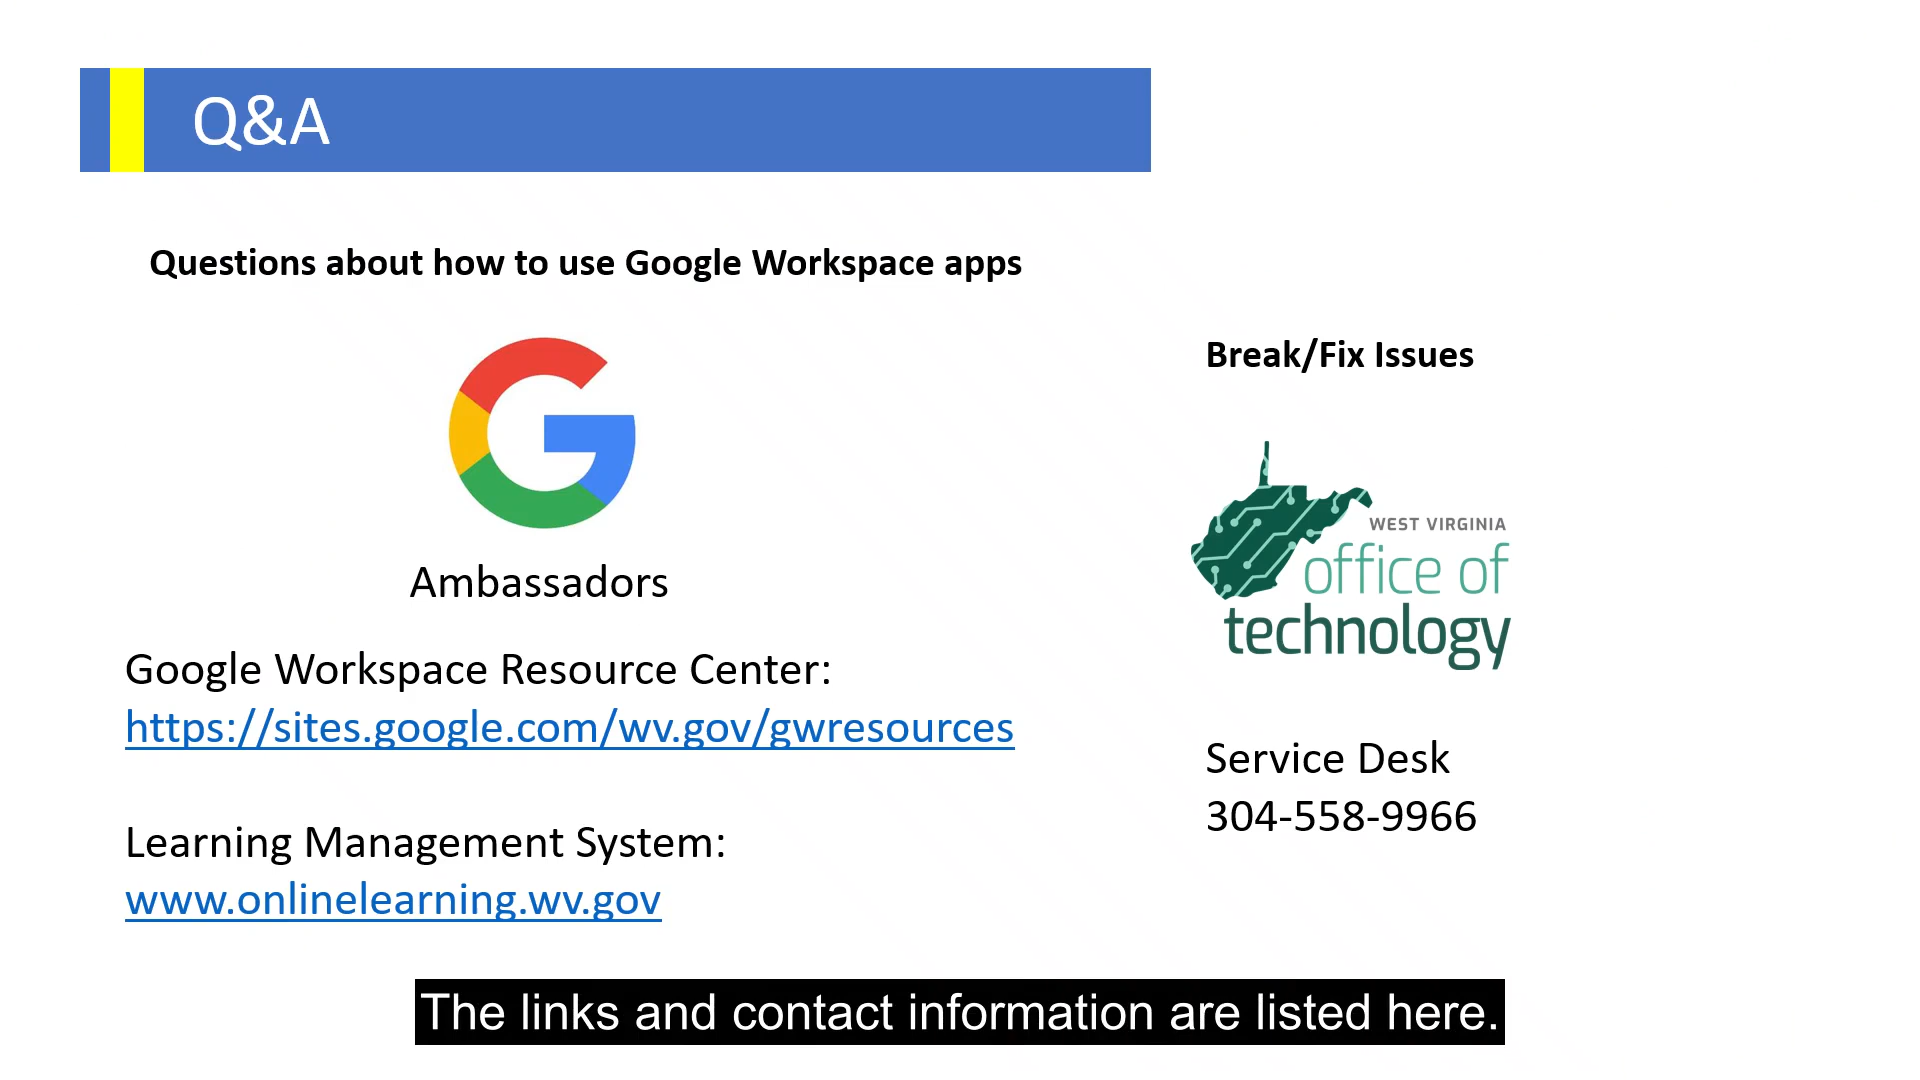 Q&A
Questions about how to use Google Workspace apps
Ambassadors
Google Workspace Resource Center:
https://sites.google.com/wv.gov/gwresources
Learning Management System:
www.onlinelearning.wv.gov
Break/Fix Issues
WEST VIRGINIA
office of
technology
Service Desk
304-558-9966
The links and contact information are listed here.